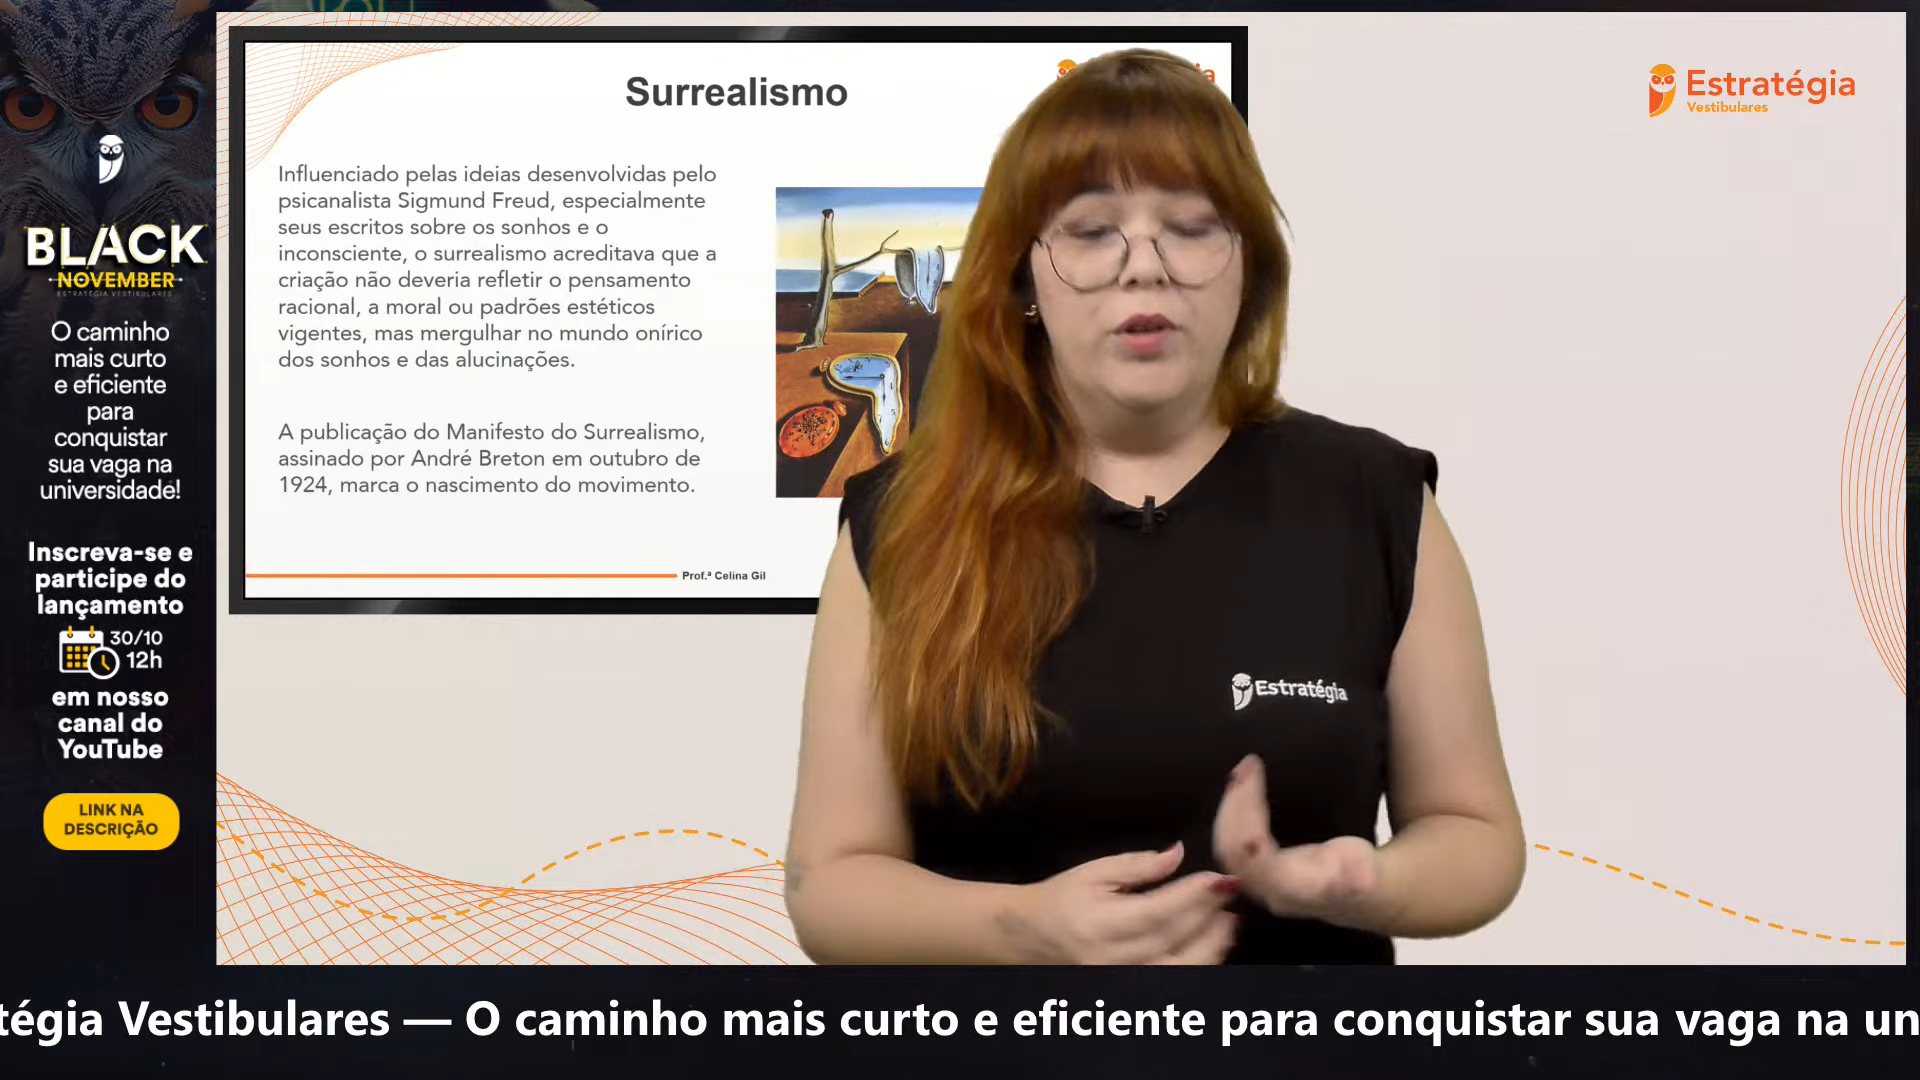 Surrealismo
Influenciado pelas ideias desenvolvidas pelo
psicanalista Sigmund Freud, especialmente
seus escritos sobre os sonhos e o
inconsciente, o surrealismo acreditava que a
criação não deveria refletir o pensamento
racional, a moral ou padrões estéticos
vigentes, mas mergulhar no mundo onírico
dos sonhos e das alucinações.
A publicação do Manifesto do Surrealismo,
assinado por André Breton em outubro de
1924, marca o nascimento do movimento.
Prof.ª Celina Gil
Estratégia
Vestibulares
Estratégia
BLACK
NOVEMBER
ESTRATÉGIA VESTIBULARES
O caminho
mais curto
e eficiente
para
conquistar
sua vaga na
universidade!
Inscreva-se e
participe do
lançamento
30/10
12h
em nosso
canal do
YouTube
LINK NA
DESCRIÇÃO
tégia Vestibulares — O caminho mais curto e eficiente para conquistar sua vaga na un